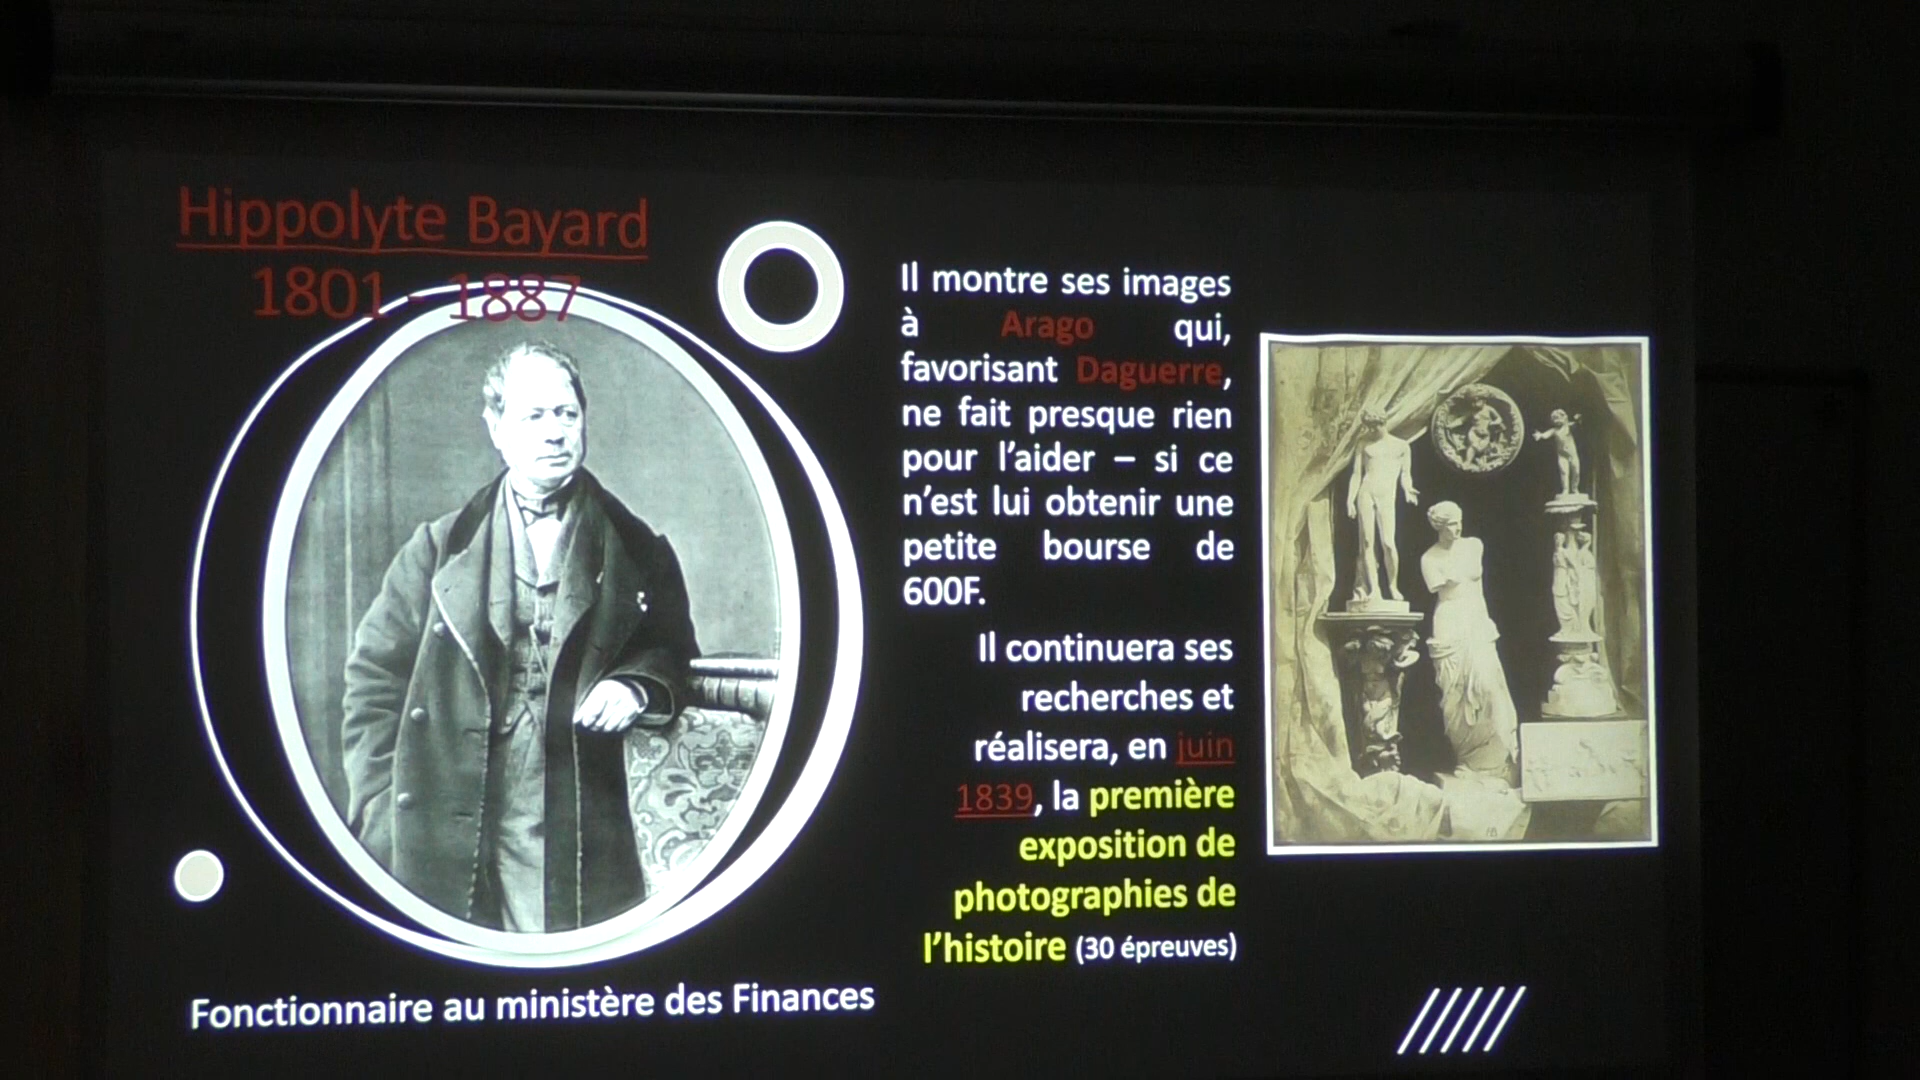 Hippolyte Bayard
1801 - 1887
Il montre ses images
à Arago qui,
favorisant Daguerre,
ne fait presque rien
pour l'aider – si ce
n'est lui obtenir une
petite bourse de
600F.
Il continuera ses
recherches et
réalisera, en juin
1839, la première
exposition de
photographies de
l'histoire (30 épreuves)
Fonctionnaire au ministère des Finances